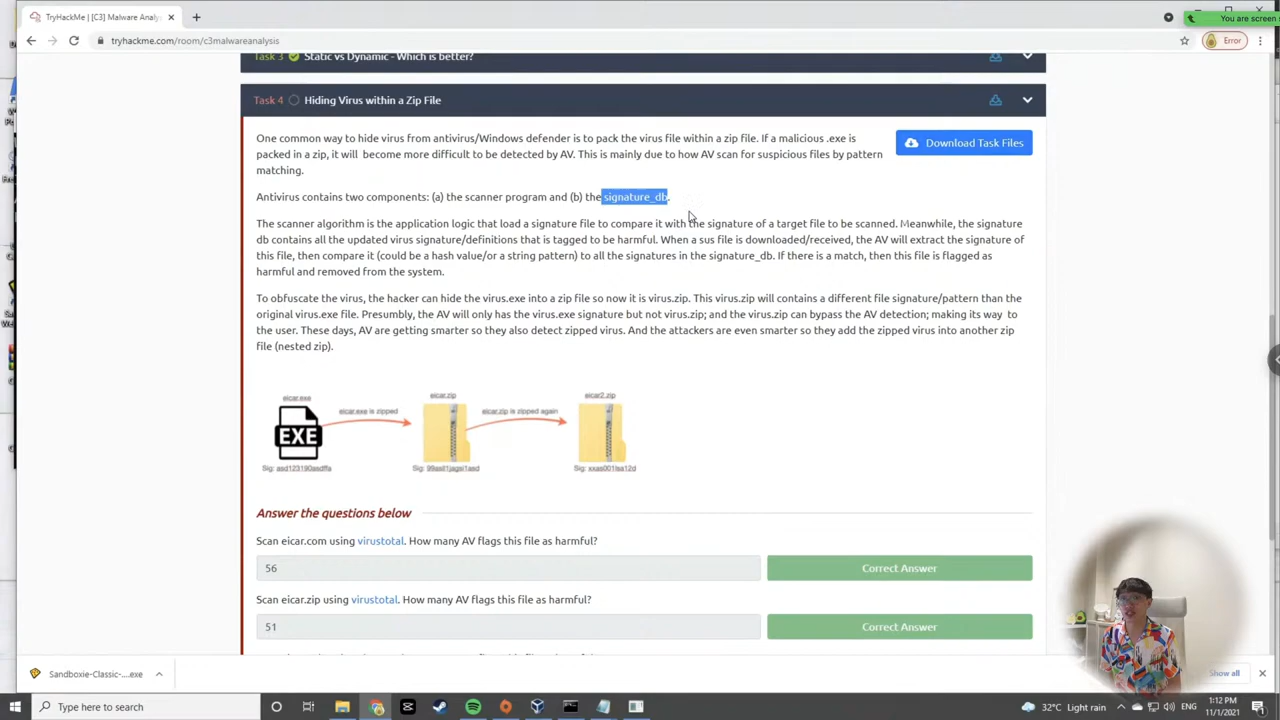 TryHackMe | [C3] Malware Analy
You are screen s
tryhackme.com/room/c3malwareanalysis
Error
Task 3 Static vs Dynamic - Which is better?
Task 4 Hiding Virus within a Zip File
One common way to hide virus from antivirus/Windows defender is to pack the virus file within a zip file. If a malicious .exe is
packed in a zip, it will become more difficult to be detected by AV. This is mainly due to how AV scan for suspicious files by pattern
matching.
Download Task Files
Antivirus contains two components: (a) the scanner program and (b) the signature_db.
The scanner algorithm is the application logic that load a signature file to compare it with the signature of a target file to be scanned. Meanwhile, the signature
db contains all the updated virus signature/definitions that is tagged to be harmful. When a sus file is downloaded/received, the AV will extract the signature of
this file, then compare it (could be a hash value/or a string pattern) to all the signatures in the signature_db. If there is a match, then this file is flagged as
harmful and removed from the system.
To obfuscate the virus, the hacker can hide the virus.exe into a zip file so now it is virus.zip. This virus.zip will contains a different file signature/pattern than the
original virus.exe file. Presumbly, the AV will only has the virus.exe signature but not virus.zip; and the virus.zip can bypass the AV detection; making its way to
the user. These days, AV are getting smarter so they also detect zipped virus. And the attackers are even smarter so they add the zipped virus into another zip
file (nested zip).
eicar.exe
eicar.zip
eicar2.zip
eicar.exe is zipped
eicar.zip is zipped again
EXE
Sig: asd123190asdffa
Sig: 99as01jagsi1asd
Sig: xxas001lsa12d
Answer the questions below
Scan eicar.com using virustotal. How many AV flags this file as harmful?
56
Correct Answer
Scan eicar.zip using virustotal. How many AV flags this file as harmful?
51
Correct Answer
Sandboxie-Classic-....exe
Show all
Type here to search
32°C Light rain
ENG
1:12 PM
11/1/2021